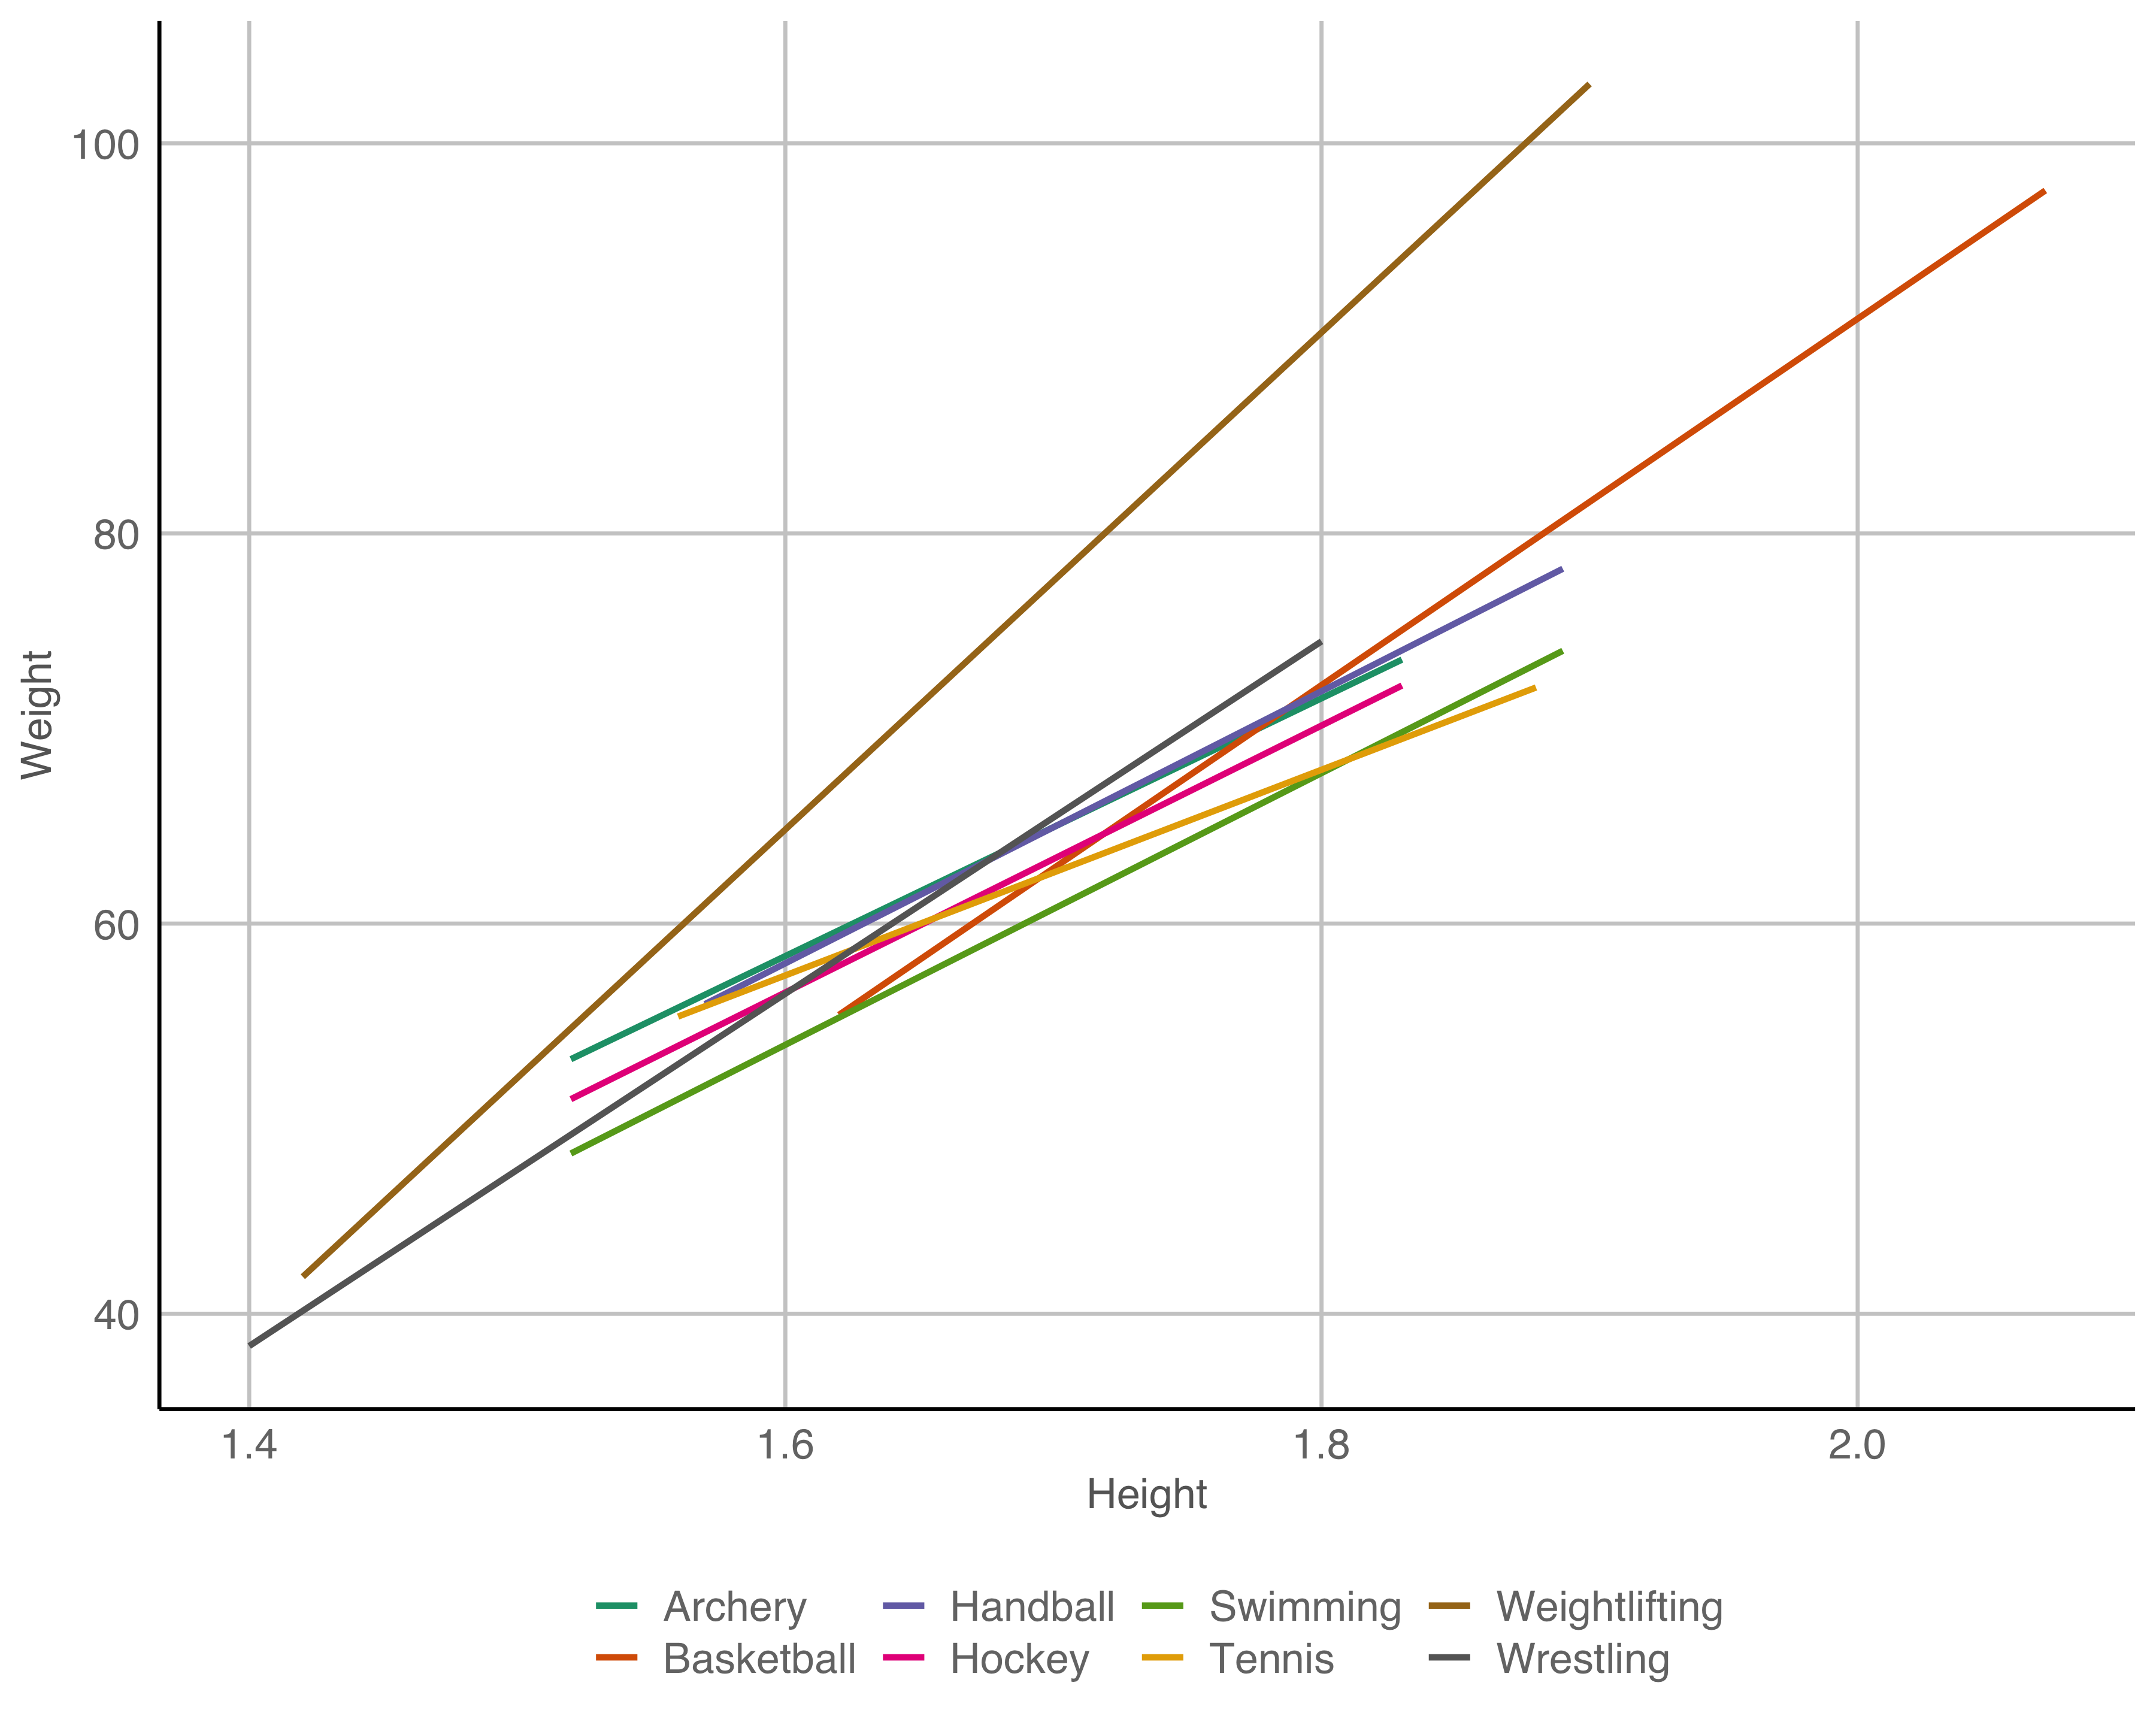 100
80
60
40
Weight
1.4 1.6 1.8 2.0
Height
Archery Handball Swimming Weightlifting
Basketball Hockey Tennis Wrestling